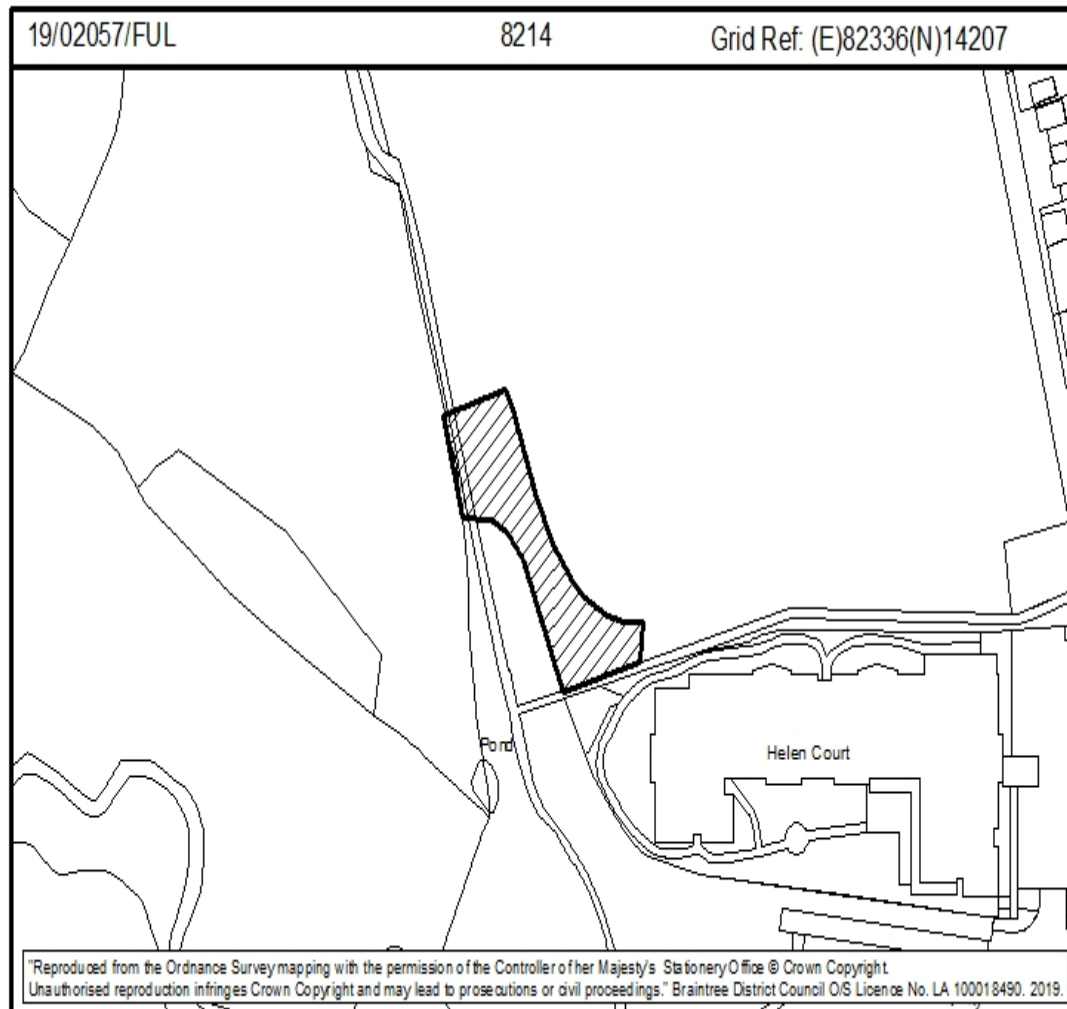 19/02057/FUL 8214 Grid Ref: (E)82336(N)14207
Pond
Helen Court
"Reproduced from the Ordnance Survey mapping with the permission of the Controller of her Majesty's Stationery Office © Crown Copyright.
Unauthorised reproduction infringes Crown Copyright and may lead to prosecutions or civil proceedings." Braintree District Council O/S Licence No. LA 100018490. 2019.